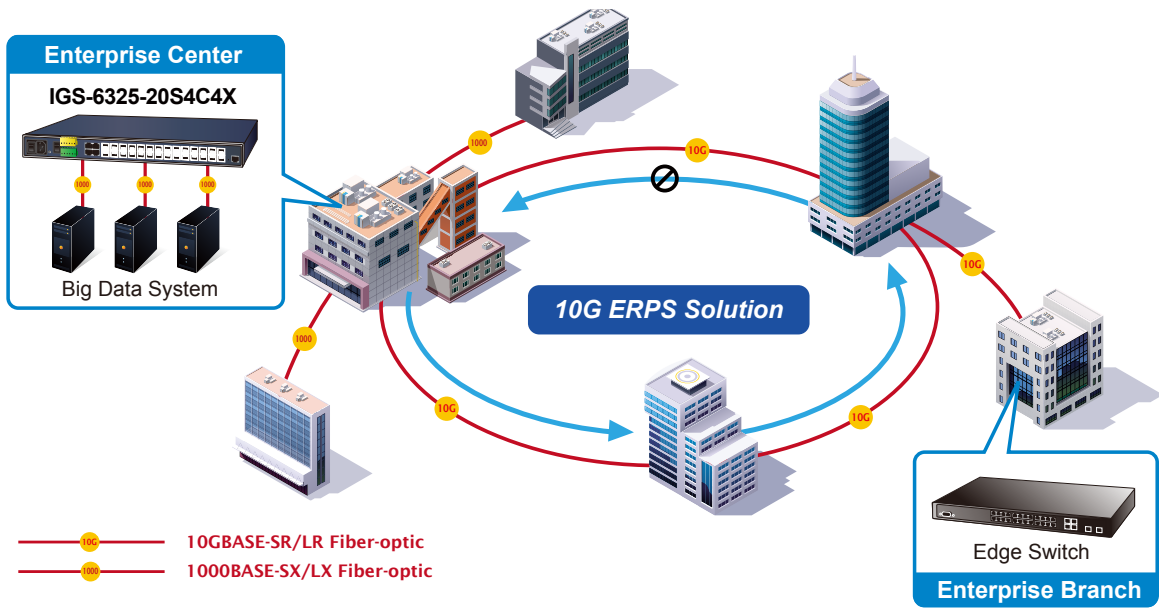 Enterprise Center
IGS-6325-20S4C4X
1000
1000
1000
Big Data System
1000
10G
10G
10G ERPS Solution
1000
10G
10G
Edge Switch
Enterprise Branch
10G 10GBASE-SR/LR Fiber-optic
1000 1000BASE-SX/LX Fiber-optic